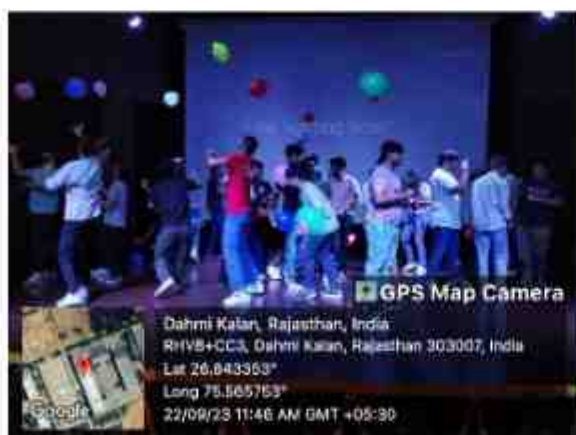 GPS Map Camera
Dahmi Kalan, Rajasthan, India
RHV8+CC3, Dahmi Kalan, Rajasthan 303007, India
Lat 26.843353°
Long 75.565753°
22/09/23 11:46 AM GMT +05:30
Google